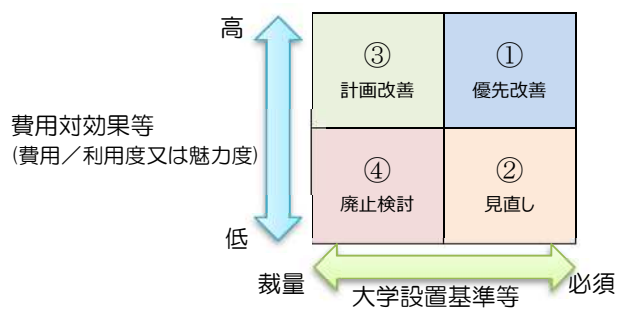 高
③
計画改善
①
優先改善
費用対効果等
(費用／利用度又は魅力度)
④
廃止検討
②
見直し
低
裁量
大学設置基準等
必須